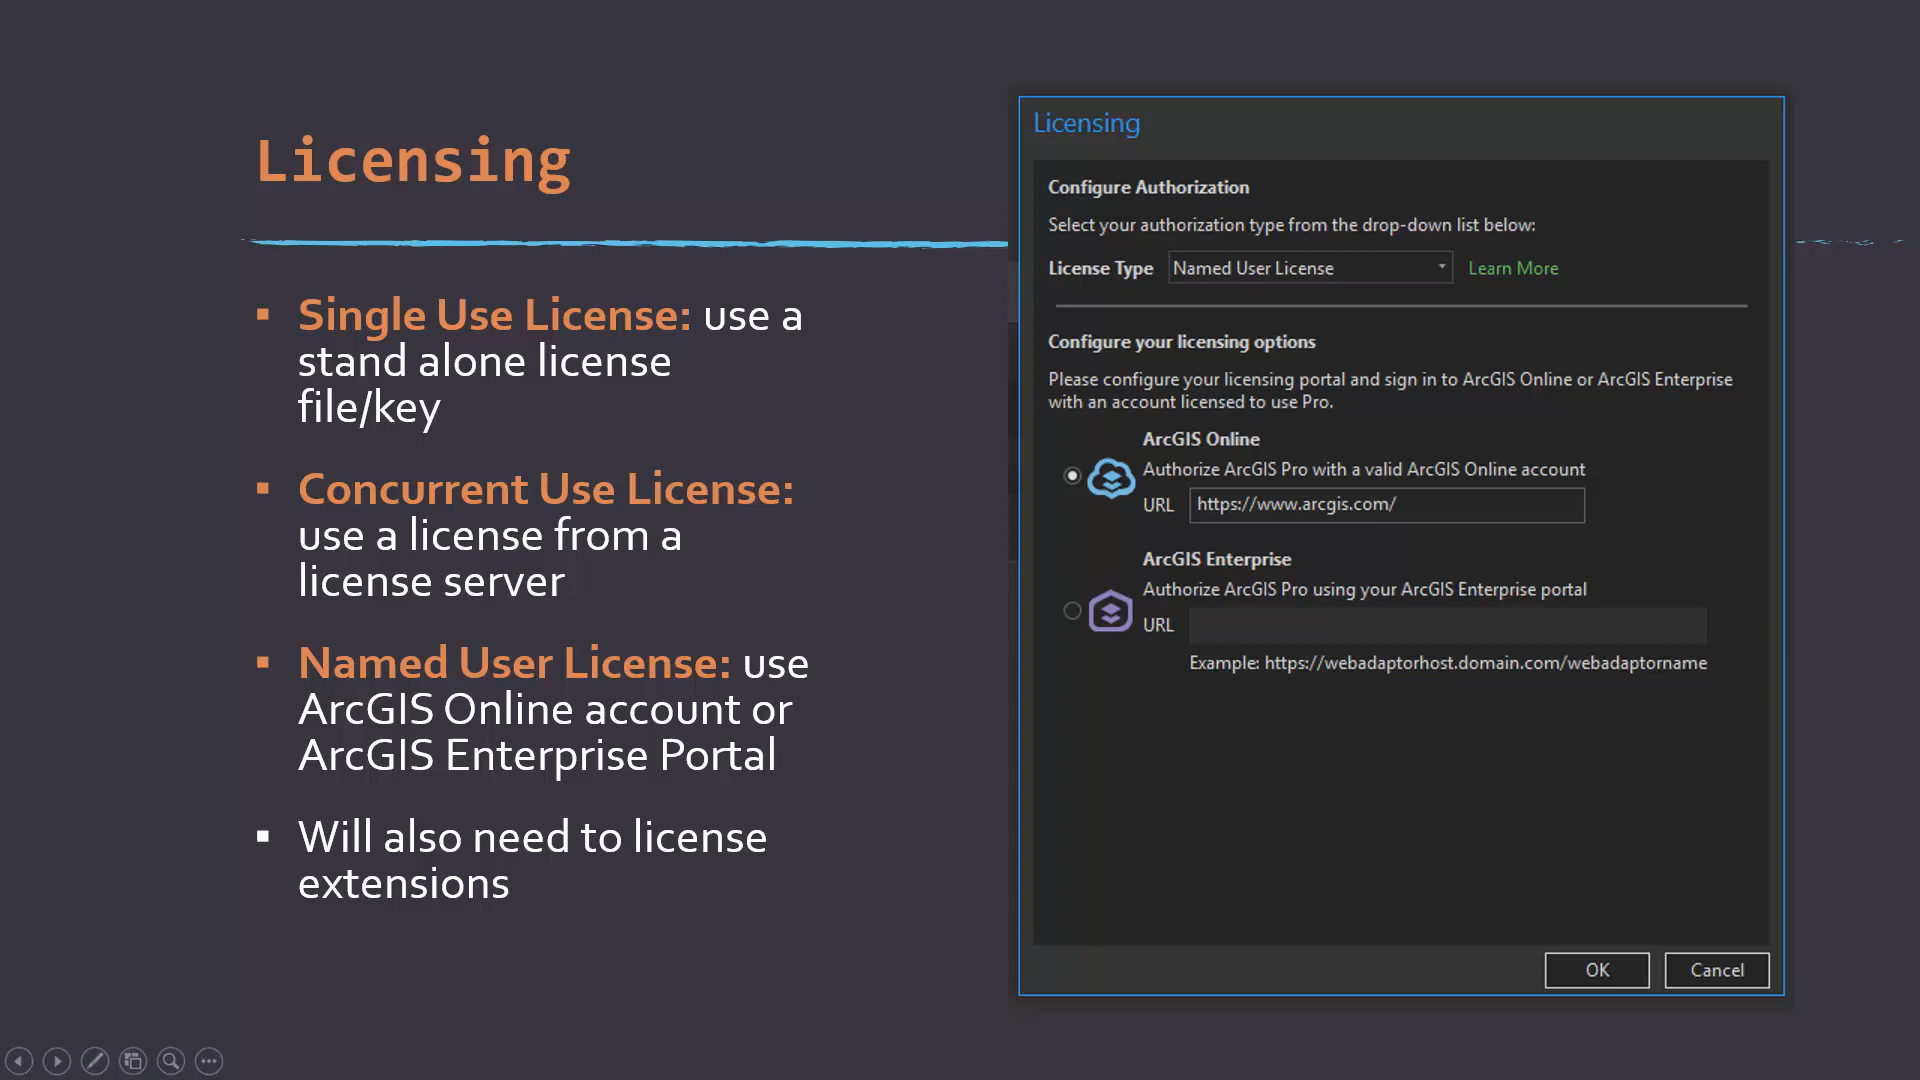 Licensing
▪ Single Use License: use a
stand alone license
file/key
▪ Concurrent Use License:
use a license from a
license server
▪ Named User License: use
ArcGIS Online account or
ArcGIS Enterprise Portal
▪ Will also need to license
extensions
Licensing
Configure Authorization
Select your authorization type from the drop-down list below:
License Type Named User License Learn More
Configure your licensing options
Please configure your licensing portal and sign in to ArcGIS Online or ArcGIS Enterprise
with an account licensed to use Pro.
ArcGIS Online
Authorize ArcGIS Pro with a valid ArcGIS Online account
URL https://www.arcgis.com/
ArcGIS Enterprise
Authorize ArcGIS Pro using your ArcGIS Enterprise portal
URL
Example: https://webadaptorhost.domain.com/webadaptorname
OK Cancel